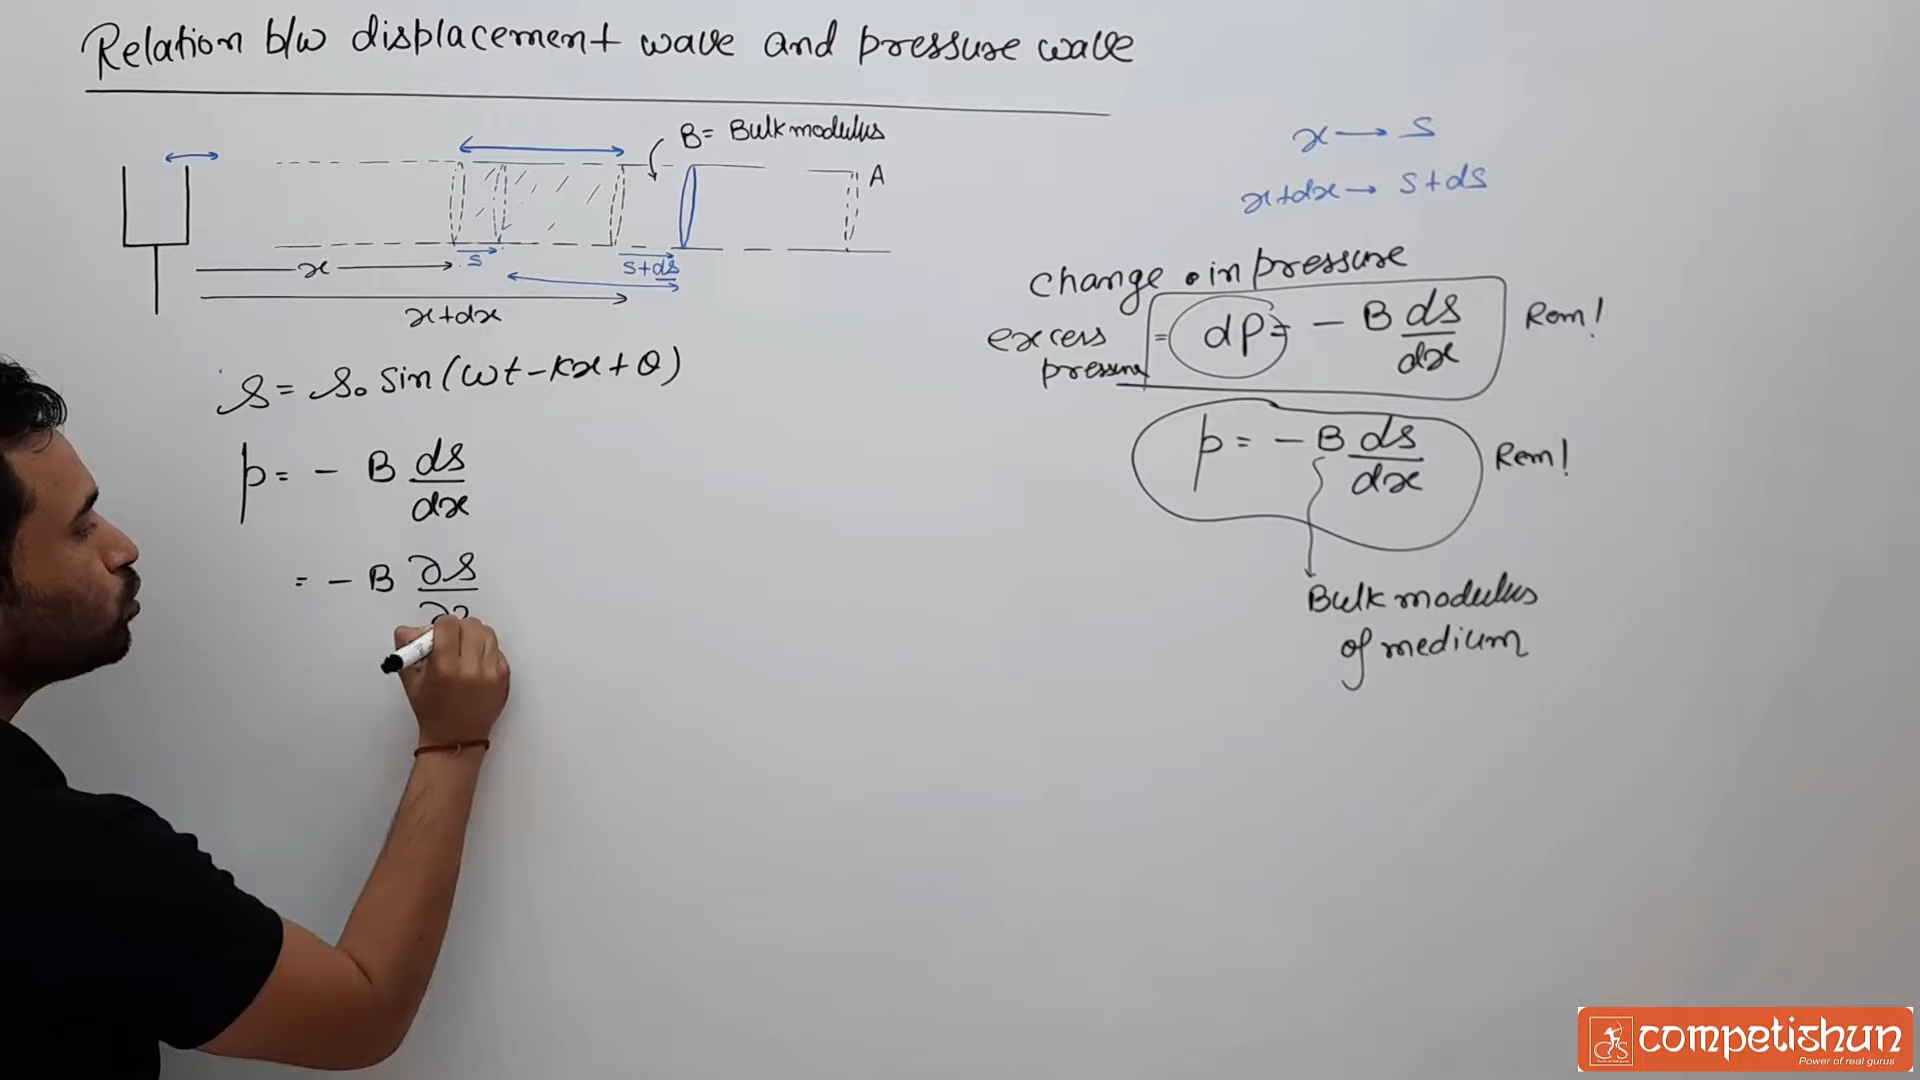 Relation b/w displacement wave and pressure wave
B= Bulk modulus
A
x
s
s+ds
x+dx
x → s
x+dx → s+ds
s = s₀ sin(ωt-kx+θ)
p = - B ds/dx
= - B ∂s/∂
change in pressure
excess pressure = dP = - B ds/dx Rem!
p = - B ds/dx Rem!
Bulk modulus
of medium
competishun
Power of real gurus